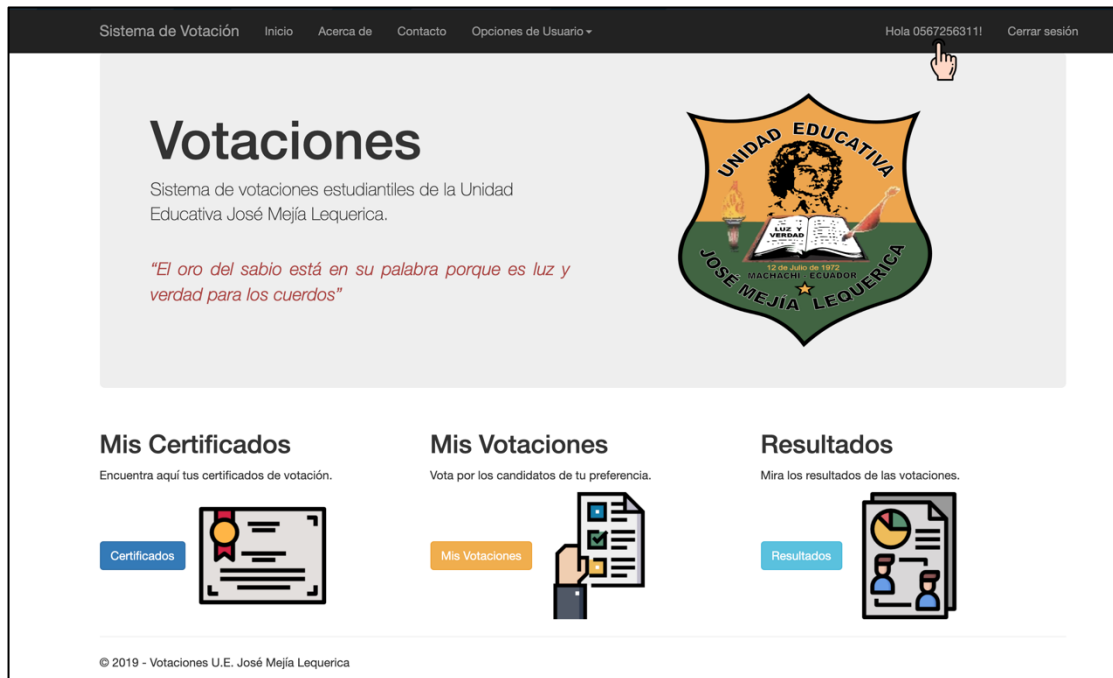 Sistema de Votación Inicio Acerca de Contacto Opciones de Usuario Hola 0567256311! Cerrar sesión
Votaciones
Sistema de votaciones estudiantiles de la Unidad
Educativa José Mejía Lequerica.
“El oro del sabio está en su palabra porque es luz y
verdad para los cuerdos”
UNIDAD EDUCATIVA
LUZ Y
VERDAD
12 de Julio de 1972
MACHACHI - ECUADOR
JOSÉ MEJÍA LEQUERICA
Mis Certificados
Encuentra aquí tus certificados de votación.
Certificados
Mis Votaciones
Vota por los candidatos de tu preferencia.
Mis Votaciones
Resultados
Mira los resultados de las votaciones.
Resultados
© 2019 - Votaciones U.E. José Mejía Lequerica